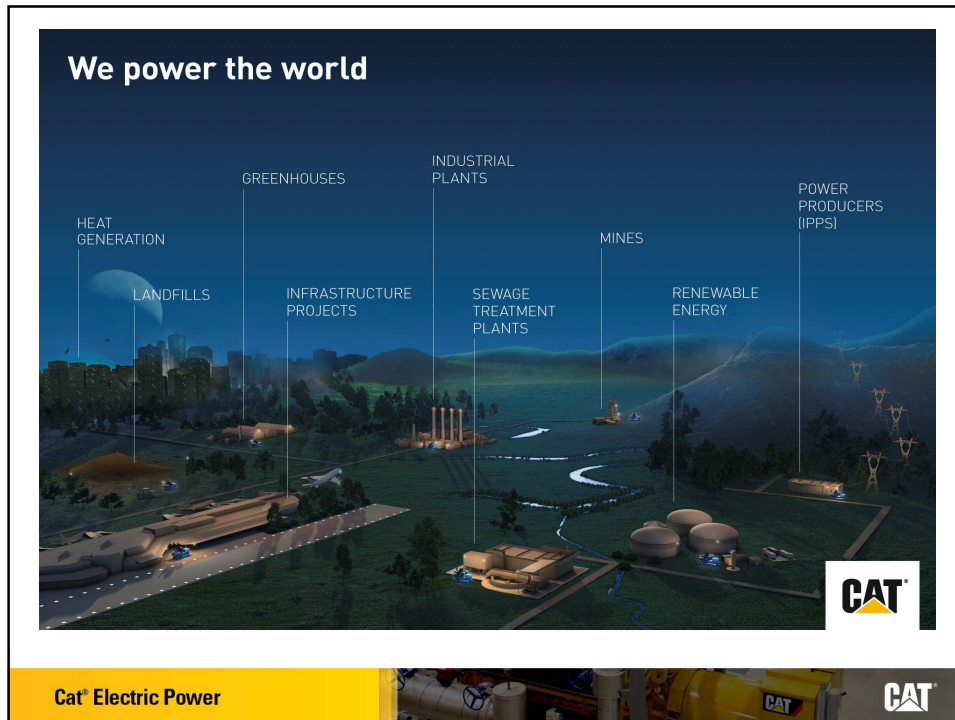 We power the world
INDUSTRIAL
PLANTS
GREENHOUSES
POWER
PRODUCERS
(IPPS)
HEAT
GENERATION
MINES
LANDFILLS
INFRASTRUCTURE
PROJECTS
SEWAGE
TREATMENT
PLANTS
RENEWABLE
ENERGY
CAT®
Cat® Electric Power
CAT
CAT®